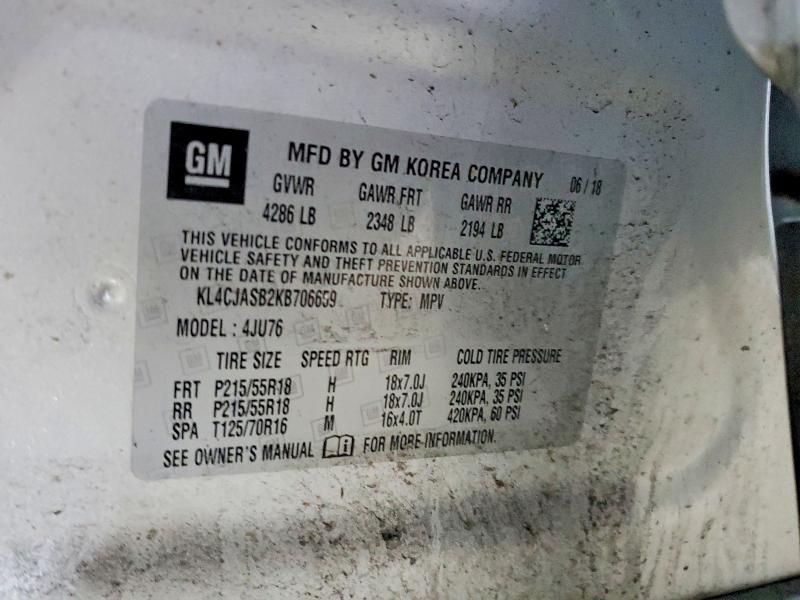 GM
MFD BY GM KOREA COMPANY 06/18
GVWR GAWR FRT GAWR RR
4286 LB 2348 LB 2194 LB
THIS VEHICLE CONFORMS TO ALL APPLICABLE U.S. FEDERAL MOTOR
VEHICLE SAFETY AND THEFT PREVENTION STANDARDS IN EFFECT
ON THE DATE OF MANUFACTURE SHOWN ABOVE.
KL4CJASB2KB706659 TYPE: MPV
MODEL : 4JU76
TIRE SIZE SPEED RTG RIM COLD TIRE PRESSURE
FRT P215/55R18 H 18x7.0J 240KPA, 35 PSI
RR P215/55R18 H 18x7.0J 240KPA, 35 PSI
SPA T125/70R16 M 16x4.0T 420KPA, 60 PSI
SEE OWNER'S MANUAL FOR MORE INFORMATION.